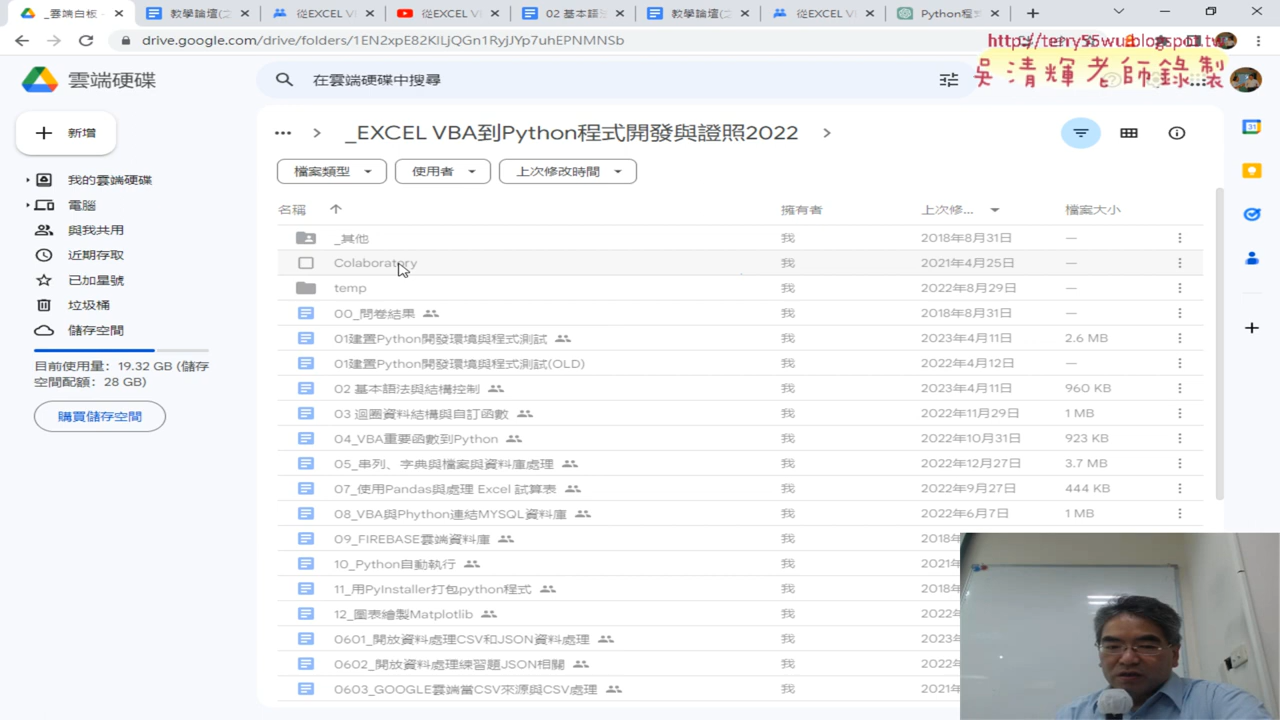 _雲端白板 -
教學論壇(2
從EXCEL VI
從EXCEL V
02 基本語法
教學論壇(2
從EXCEL VI
Python程式
drive.google.com/drive/folders/1EN2xpE82KILjQGn1RyjJYp7uhEPNMNSb
http://terry55wu.blogspot.tw
吳清輝老師錄製
雲端硬碟
在雲端硬碟中搜尋
新增
_EXCEL VBA到Python程式開發與證照2022
檔案類型
使用者
上次修改時間
我的雲端硬碟
電腦
與我共用
近期存取
已加星號
垃圾桶
儲存空間
目前使用量：19.32 GB (儲存
空間配額：28 GB)
購買儲存空間
名稱 擁有者 上次修... 檔案大小
_其他 我 2018年8月31日 —
Colaboratory 我 2021年4月25日 —
temp 我 2022年8月29日 —
00_問卷結果 我 2018年8月31日 —
01建置Python開發環境與程式測試 我 2023年4月11日 2.6 MB
01建置Python開發環境與程式測試(OLD) 我 2022年4月12日 —
02 基本語法與結構控制 我 2023年4月11日 960 KB
03 迴圈資料結構與自訂函數 我 2022年11月29日 1 MB
04_VBA重要函數到Python 我 2022年10月31日 923 KB
05_串列、字典與檔案與資料庫處理 我 2022年12月27日 3.7 MB
07_使用Pandas與處理 Excel 試算表 我 2022年9月27日 444 KB
08_VBA與Phython連結MYSQL資料庫 我 2022年6月7日 1 MB
09_FIREBASE雲端資料庫 我 2018
10_Python自動執行 我 2021
11_用PyInstaller打包python程式 我 2018
12_圖表繪製Matplotlib 我 2022
0601_開放資料處理CSV和JSON資料處理 我 2023
0602_開放資料處理練習題JSON相關 我 2022
0603_GOOGLE雲端當CSV來源與CSV處理 我 2021
31